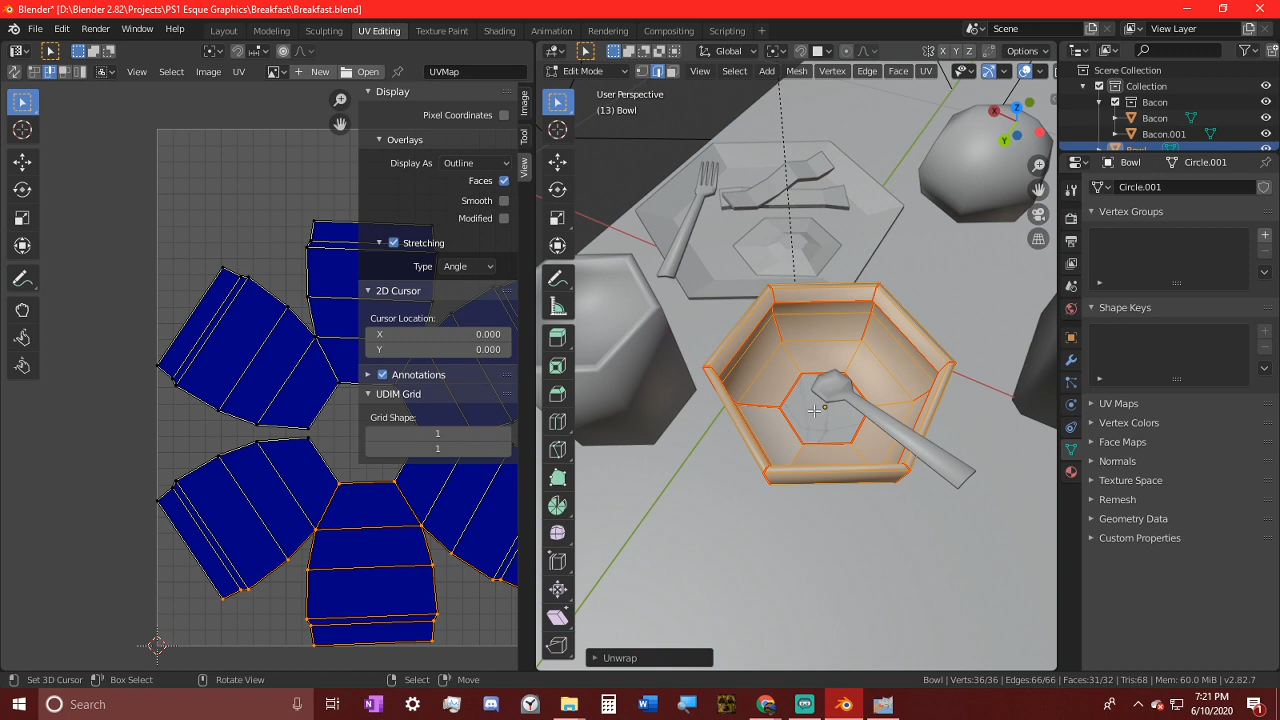 Blender* [D:\Blender 2.82\Projects\PS1 Esque Graphics\Breakfast\Breakfast.blend]
File Edit Render Window Help Layout Modeling Sculpting UV Editing Texture Paint Shading Animation Rendering Compositing Scripting + Scene View Layer
Global Options
View Select Image UV New Open UVMap Edit Mode View Select Add Mesh Vertex Edge Face UV
Scene Collection
Collection
Bacon
Bacon
Bacon.001
Bowl
Display
Pixel Coordinates
Overlays
Display As Outline
Faces
Smooth
Modified
Stretching
Type Angle
2D Cursor
Cursor Location:
X 0.000
Y 0.000
Annotations
UDIM Grid
Grid Shape:
1
1
Image
Tool
View
User Perspective
(13) Bowl
X
Y
Z
Unwrap
Bowl Circle.001
Circle.001
Vertex Groups
Shape Keys
UV Maps
Vertex Colors
Face Maps
Normals
Texture Space
Remesh
Geometry Data
Custom Properties
Set 3D Cursor Box Select Rotate View Select Move Bowl | Verts:36/36 | Edges:66/66 | Faces:31/32 | Tris:68 | Mem: 60.0 MiB | v2.82.7
Search
7:21 PM
6/10/2020